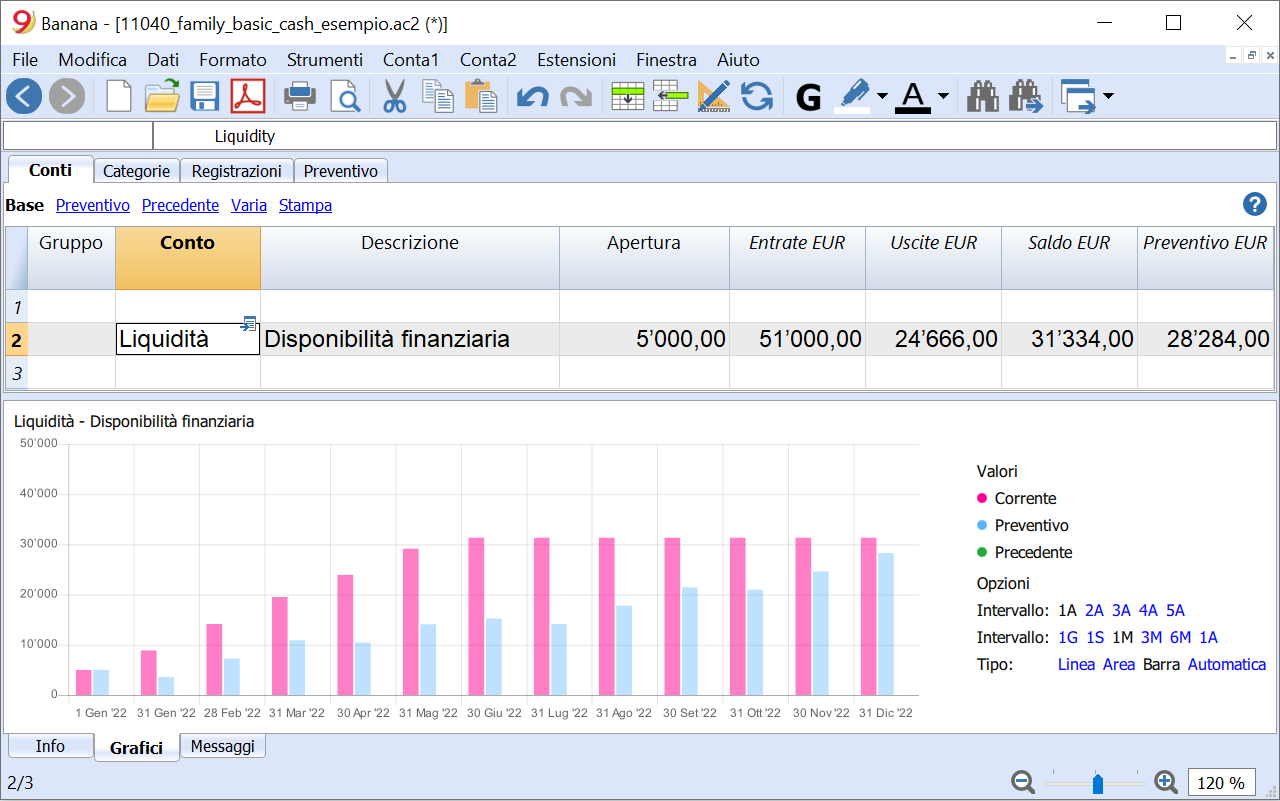 Banana - [11040_family_basic_cash_esempio.ac2 (*)]
File Modifica Dati Formato Strumenti Conta1 Conta2 Estensioni Finestra Aiuto
G A
Liquidity
Conti Categorie Registrazioni Preventivo
Base Preventivo Precedente Varia Stampa ?
Gruppo Conto Descrizione Apertura Entrate EUR Uscite EUR Saldo EUR Preventivo EUR
1
2 Liquidità Disponibilità finanziaria 5’000,00 51’000,00 24’666,00 31’334,00 28’284,00
3
Liquidità - Disponibilità finanziaria
50'000
40'000
30'000
20'000
10'000
0
1 Gen '22 31 Gen '22 28 Feb '22 31 Mar '22 30 Apr '22 31 Mag '22 30 Giu '22 31 Lug '22 31 Ago '22 30 Set '22 31 Ott '22 30 Nov '22 31 Dic '22
Valori
Corrente
Preventivo
Precedente
Opzioni
Intervallo: 1A 2A 3A 4A 5A
Intervallo: 1G 1S 1M 3M 6M 1A
Tipo: Linea Area Barra Automatica
Info Grafici Messaggi
2/3 120 %